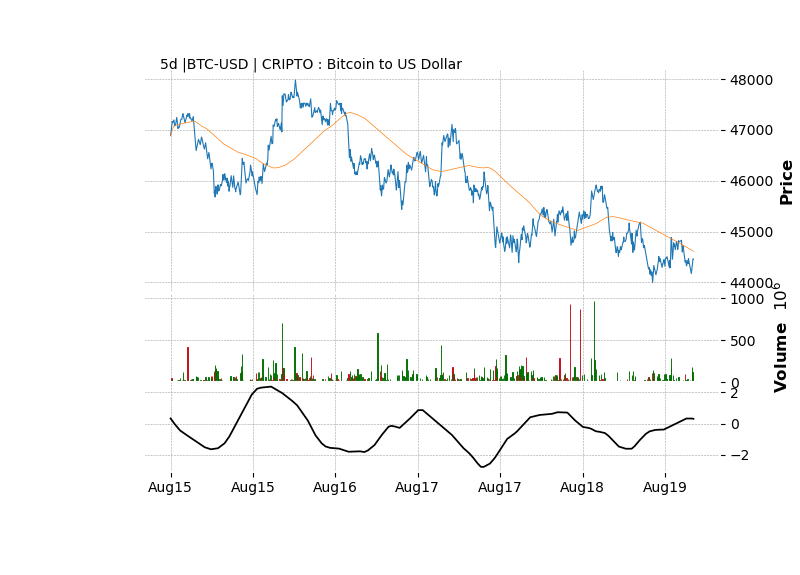 5d |BTC-USD | CRIPTO : Bitcoin to US Dollar
48000
47000
46000
45000
44000
Price
1000
500
0
Volume 10^6
2
0
−2
Aug15 Aug15 Aug16 Aug17 Aug17 Aug18 Aug19